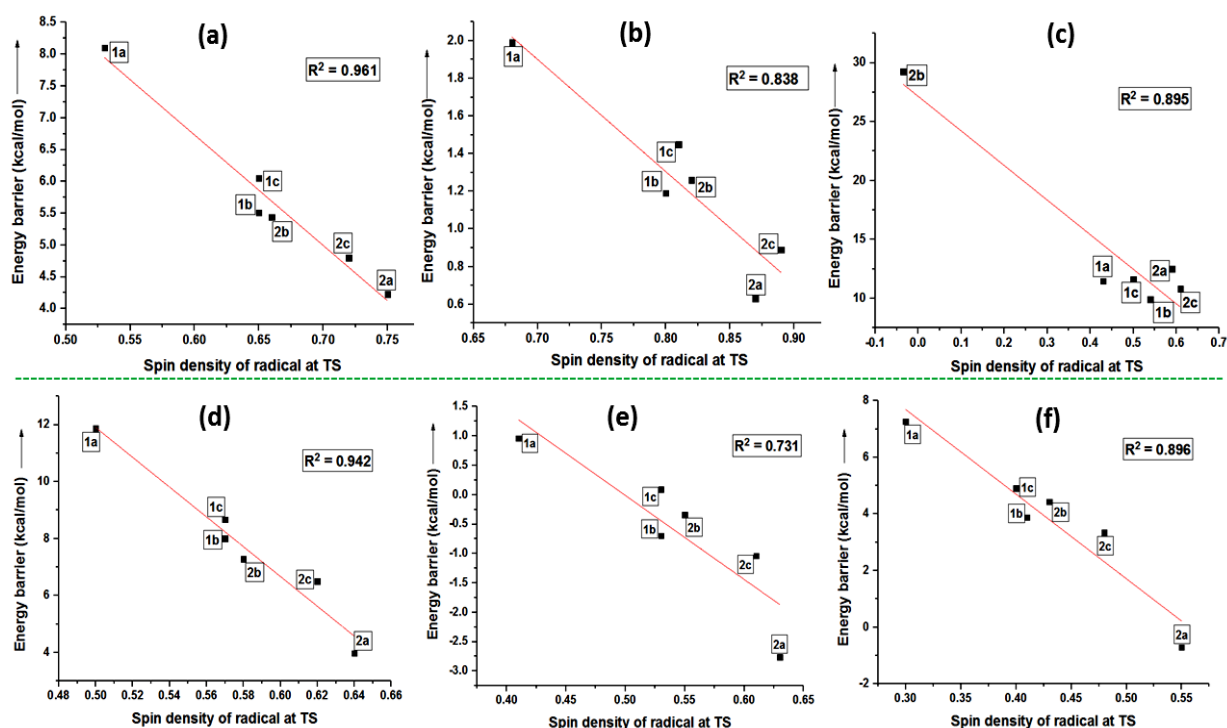 (a)
R² = 0.961
Energy barrier (kcal/mol)
8.5
8.0
7.5
7.0
6.5
6.0
5.5
5.0
4.5
4.0
1a
1c
1b
2b
2c
2a
0.50
0.55
0.60
0.65
0.70
0.75
Spin density of radical at TS
(b)
R² = 0.838
Energy barrier (kcal/mol)
2.0
1.8
1.6
1.4
1.2
1.0
0.8
0.6
1a
1c
1b
2b
2c
2a
0.65
0.70
0.75
0.80
0.85
0.90
Spin density of radical at TS
(c)
R² = 0.895
Energy barrier (kcal/mol)
30
25
20
15
10
2b
1a
2a
1c
1b
2c
-0.1
0.0
0.1
0.2
0.3
0.4
0.5
0.6
0.7
Spin density of radical at TS
(d)
R² = 0.942
Energy barrier (kcal/mol)
12
10
8
6
4
1a
1c
1b
2b
2c
2a
0.48
0.50
0.52
0.54
0.56
0.58
0.60
0.62
0.64
0.66
Spin density of radical at TS
(e)
R² = 0.731
Energy barrier (kcal/mol)
1.5
1.0
0.5
0.0
-0.5
-1.0
-1.5
-2.0
-2.5
-3.0
1a
1c
1b
2b
2c
2a
0.40
0.45
0.50
0.55
0.60
0.65
Spin density of radical at TS
(f)
R² = 0.896
Energy barrier (kcal/mol)
8
6
4
2
0
-2
1a
1c
1b
2b
2c
2a
0.30
0.35
0.40
0.45
0.50
0.55
Spin density of radical at TS